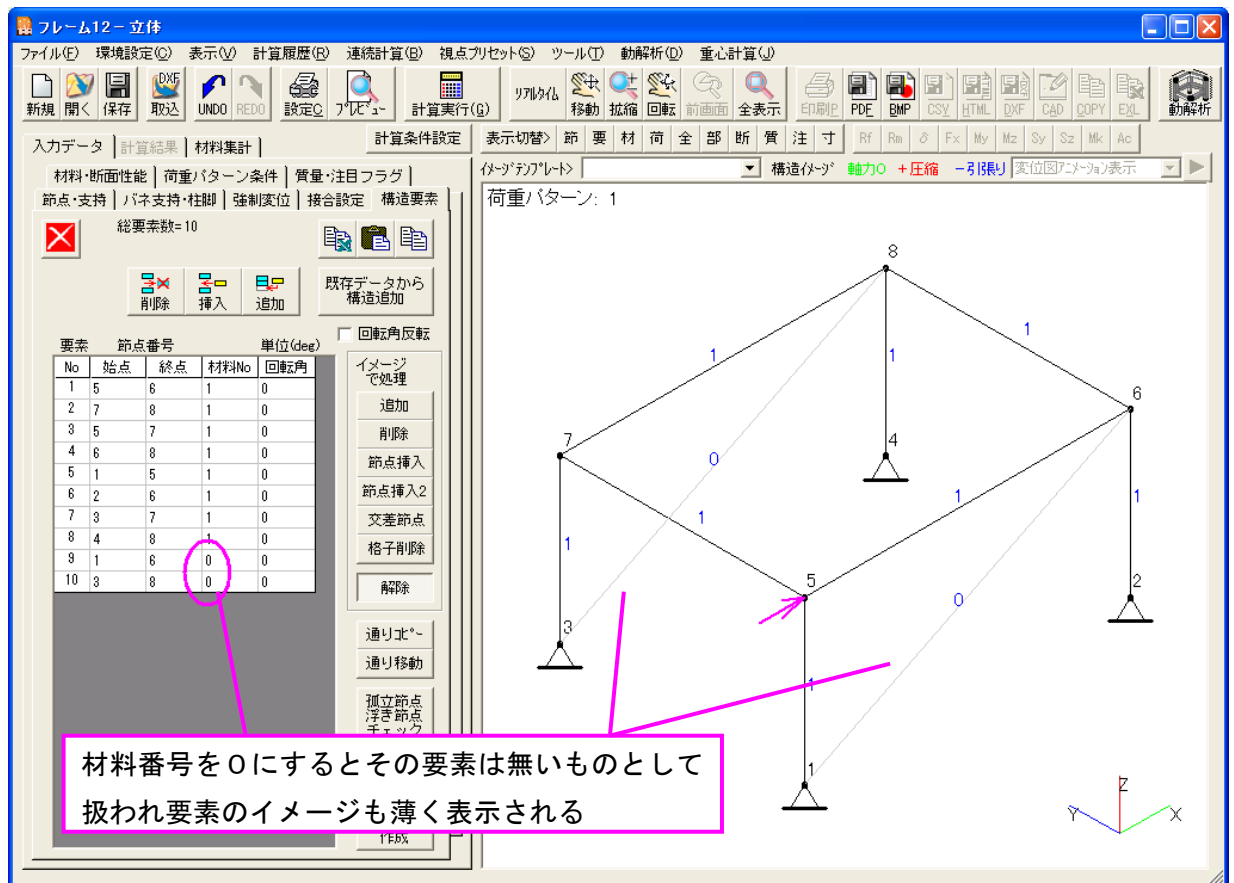 フレーム12－立体
ファイル(F) 環境設定(C) 表示(V) 計算履歴(R) 連続計算(B) 視点プリセット(S) ツール(T) 動解析(D) 重心計算(J)
新規 開く 保存 取込 UNDO REDO 設定C プレビュー 計算実行(G) リアルタイム 移動 拡縮 回転 前画面 全表示 印刷P PDF BMP CSV HTML DXF CAD COPY EXL 動解析
DXF
入力データ 計算結果 材料集計 計算条件設定
表示切替> 節 要 材 荷 全 部 断 質 注 寸 Rf Rm δ Fx My Mz Sy Sz Mk Ac
イメージテンプレート> 構造イメージ 軸力0 +圧縮 -引張り 変位図アニメーション表示
材料・断面性能 荷重パターン条件 質量・注目フラグ
節点・支持 バネ支持・柱脚 強制変位 接合設定 構造要素
総要素数=10
削除 挿入 追加
既存データから
構造追加
回転角反転
要素 節点番号 単位(deg)
No 始点 終点 材料No 回転角
1 5 6 1 0
2 7 8 1 0
3 5 7 1 0
4 6 8 1 0
5 1 5 1 0
6 2 6 1 0
7 3 7 1 0
8 4 8 1 0
9 1 6 0 0
10 3 8 0 0
イメージ
で処理
追加
削除
節点挿入
節点挿入2
交差節点
格子削除
解除
通りコピー
通り移動
孤立節点
浮き節点
チェック
作成
荷重パターン: 1
8
1
1
1
6
7
4
0
1
1
1
1
5
2
0
3
1
1
Z
Y
X
材料番号を０にするとその要素は無いものとして
扱われ要素のイメージも薄く表示される